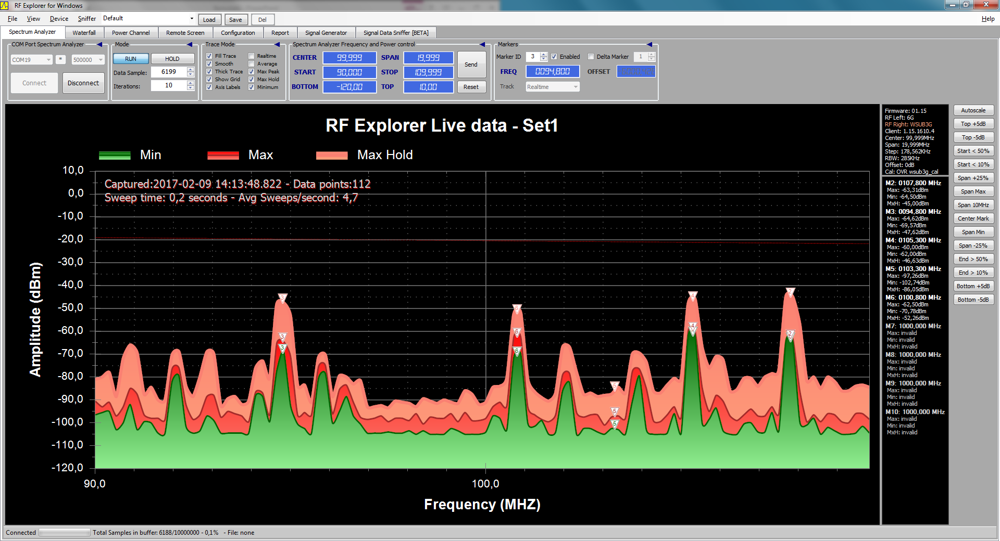 RF Explorer for Windows
File View Device Sniffer Default Load Save Del Help
Spectrum Analyzer Waterfall Power Channel Remote Screen Configuration Report Signal Generator Signal Data Sniffer [BETA]
COM Port Spectrum Analyzer
COM19 * 500000
Connect Disconnect
Mode
RUN HOLD
Data Sample: 6199
Iterations: 10
Trace Mode
Fill Trace Realtime
Smooth Average
Thick Trace Max Peak
Show Grid Max Hold
Axis Labels Minimum
Spectrum Analyzer Frequency and Power control
CENTER 99,999 SPAN 19,999 Send
START 90,000 STOP 109,999
BOTTOM -120,00 TOP 10,00 Reset
Markers
Marker ID 3 Enabled Delta Marker 1
FREQ 0094,800 OFFSET
Track Realtime
RF Explorer Live data - Set1
Min Max Max Hold
Captured:2017-02-09 14:13:48.822 - Data points:112
Sweep time: 0,2 seconds - Avg Sweeps/second: 4,7
Amplitude (dBm)
10,0
0,0
-10,0
-20,0
-30,0
-40,0
-50,0
-60,0
-70,0
-80,0
-90,0
-100,0
-110,0
-120,0
3
3
3
6
6
6
5
5
5
4
4
2
2
90,0 100,0
Frequency (MHZ)
Firmware: 01.15
RF Left: 6G
RF Right: WSUB3G
Client: 1.15.1610.4
Center: 99,999MHz
Span: 19,999MHz
Step: 178,562KHz
RBW: 285KHz
Offset: 0dB
Cal: OVR wsub3g_cal
M2: 0107,800 MHz
Max: -63,31dBm
Min: -64,50dBm
MxH: -45,00dBm
M3: 0094,800 MHz
Max: -64,62dBm
Min: -69,57dBm
MxH: -47,62dBm
M4: 0105,300 MHz
Max: -60,00dBm
Min: -62,00dBm
MxH: -46,63dBm
M5: 0103,300 MHz
Max: -97,26dBm
Min: -102,74dBm
MxH: -86,05dBm
M6: 0100,800 MHz
Max: -62,50dBm
Min: -70,78dBm
MxH: -52,26dBm
M7: 1000,000 MHz
Max: invalid
Min: invalid
MxH: invalid
M8: 1000,000 MHz
Max: invalid
Min: invalid
MxH: invalid
M9: 1000,000 MHz
Max: invalid
Min: invalid
MxH: invalid
M10: 1000,000 MHz
Max: invalid
Min: invalid
MxH: invalid
Autoscale
Top +5dB
Top -5dB
Start < 50%
Start < 10%
Span +25%
Span Max
Span 10MHz
Center Mark
Span Min
Span -25%
End > 50%
End > 10%
Bottom +5dB
Bottom -5dB
Connected Total Samples in buffer: 6188/10000000 - 0,1% - File: none